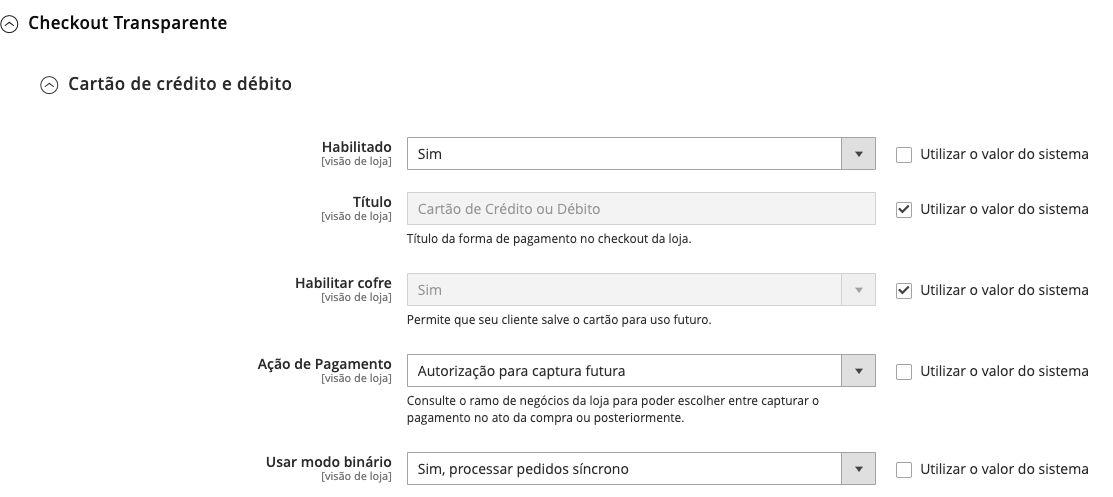 Checkout Transparente
Cartão de crédito e débito
Habilitado
[visão de loja]
Sim
Utilizar o valor do sistema
Título
[visão de loja]
Cartão de Crédito ou Débito
Utilizar o valor do sistema
Título da forma de pagamento no checkout da loja.
Habilitar cofre
[visão de loja]
Sim
Utilizar o valor do sistema
Permite que seu cliente salve o cartão para uso futuro.
Ação de Pagamento
[visão de loja]
Autorização para captura futura
Utilizar o valor do sistema
Consulte o ramo de negócios da loja para poder escolher entre capturar o
pagamento no ato da compra ou posteriormente.
Usar modo binário
[visão de loja]
Sim, processar pedidos síncrono
Utilizar o valor do sistema